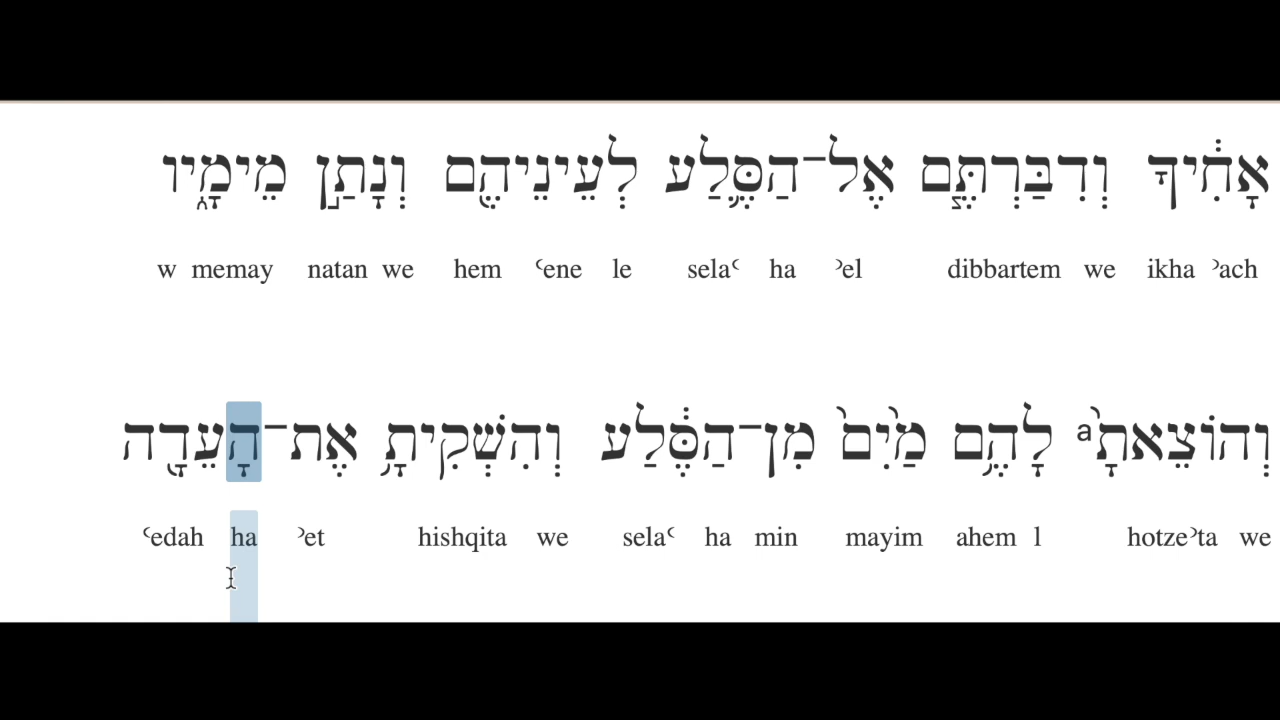 אָחִ֔יךָ וְדִבַּרְתֶּ֧ם אֶל־הַסֶּ֛לַע לְעֵינֵיהֶ֖ם וְנָתַ֣ן מֵימָ֑יו
w memay natan we hem ʿene le selaʿ ha ʾel dibbartem we ikha ʾach
וְהוֹצֵאתָ֨ a לָהֶ֥ם מַ֙יִם֙ מִן־הַסֶּ֔לַע וְהִשְׁקִיתָ֥ אֶת־הָעֵדָ֖ה
ʿedah ha ʾet hishqita we selaʿ ha min mayim ahem l hotzeʾta we